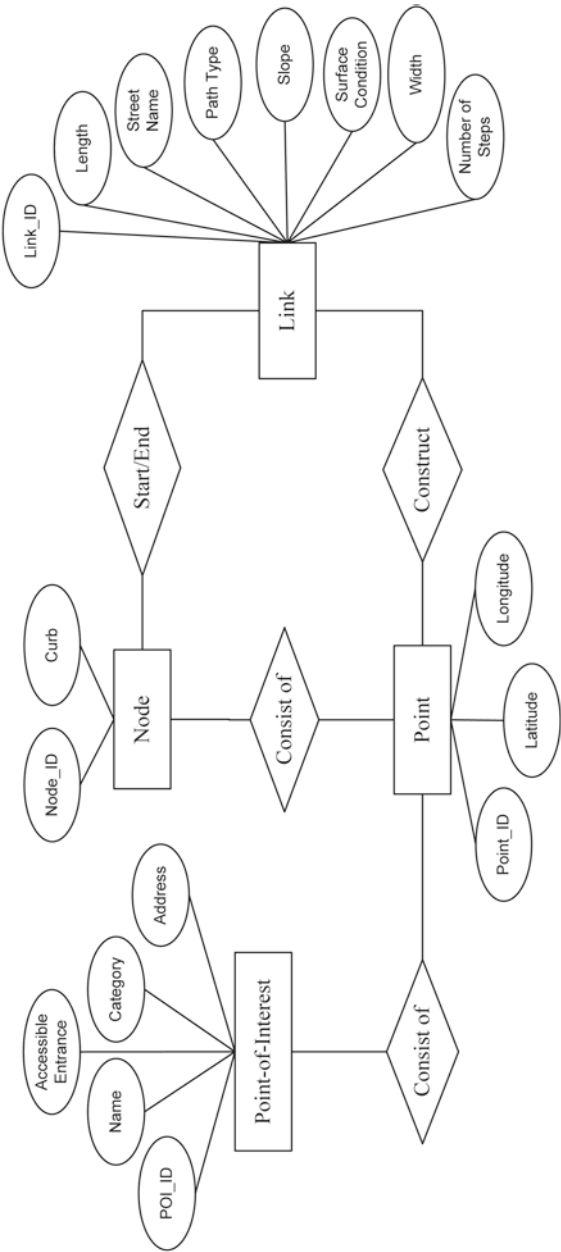 Accessible
Entrance
Name
Category
POI_ID
Address
Point-of-Interest
Consist of
Node_ID
Curb
Node
Consist of
Point
Point_ID
Latitude
Longitude
Start/End
Construct
Link
Link_ID
Length
Street
Name
Path Type
Slope
Surface
Condition
Width
Number of
Steps